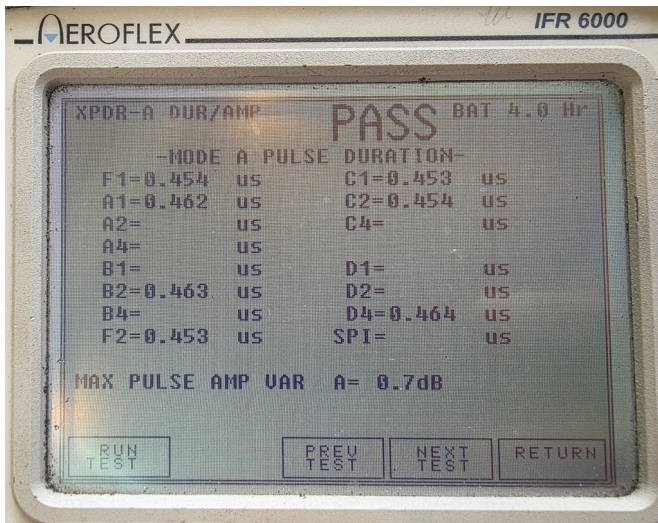 AEROFLEX
IFR 6000
XPDR-A DUR/AMP PASS BAT 4.0 Hr
-MODE A PULSE DURATION-
F1=0.454 us C1=0.453 us
A1=0.462 us C2=0.454 us
A2= us C4= us
A4= us
B1= us D1= us
B2=0.463 us D2= us
B4= us D4=0.464 us
F2=0.453 us SPI= us
MAX PULSE AMP VAR A= 0.7dB
RUN TEST
PREV TEST
NEXT TEST
RETURN